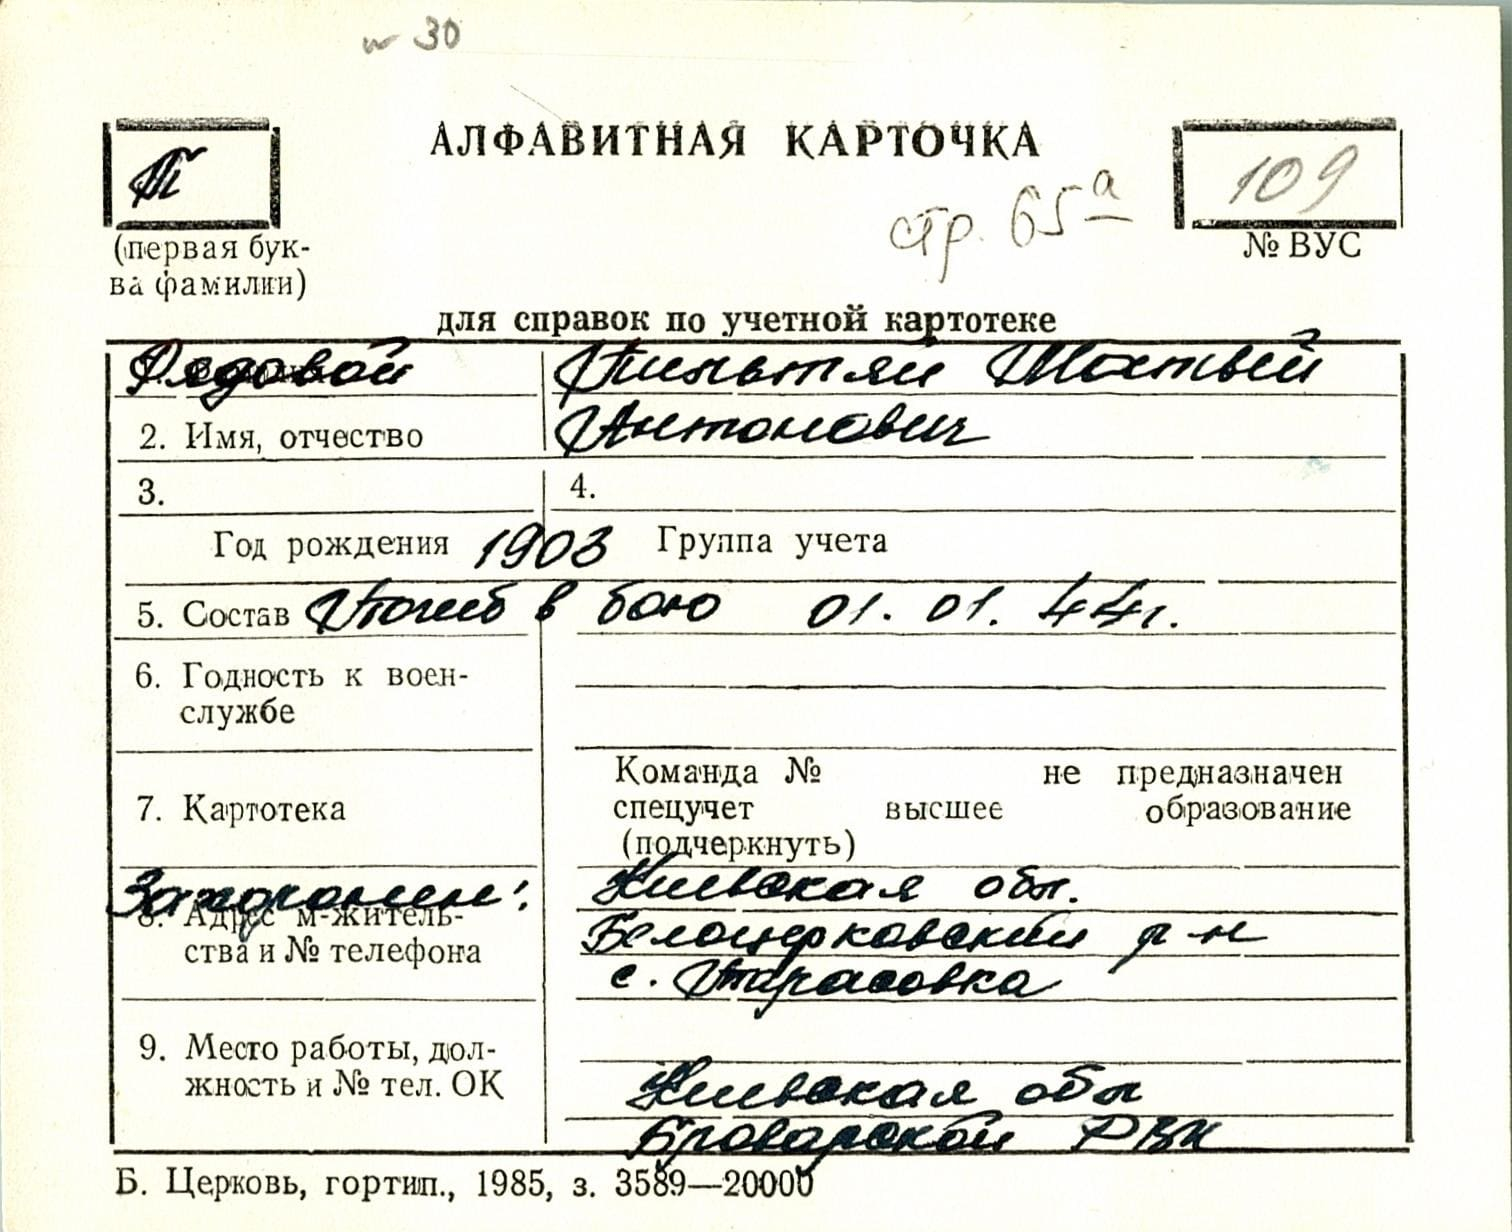 30
АЛФАВИТНАЯ КАРТОЧКА
П
109
стр. 65а
(первая бук-
ва фамилии)
№ ВУС
для справок по учетной картотеке
Рядовой Матвей
2. Имя, отчество Антонович
3. 4.
Год рождения 1903 Группа учета
5. Состав Погиб в бою 01.01.44г.
6. Годность к воен-
службе
Команда № не предназначен
7. Картотека спецучет высшее образование
(подчеркнуть)
Захоронен: Киевская обл.
8. Адрес м-житель-
Белоцерковский р-н
ства и № телефона
с. Тарасовка
9. Место работы, дол-
жность и № тел. ОК
Киевская обл
Броварской РВК
Б. Церковь, гортип., 1985, з. 3589—20000